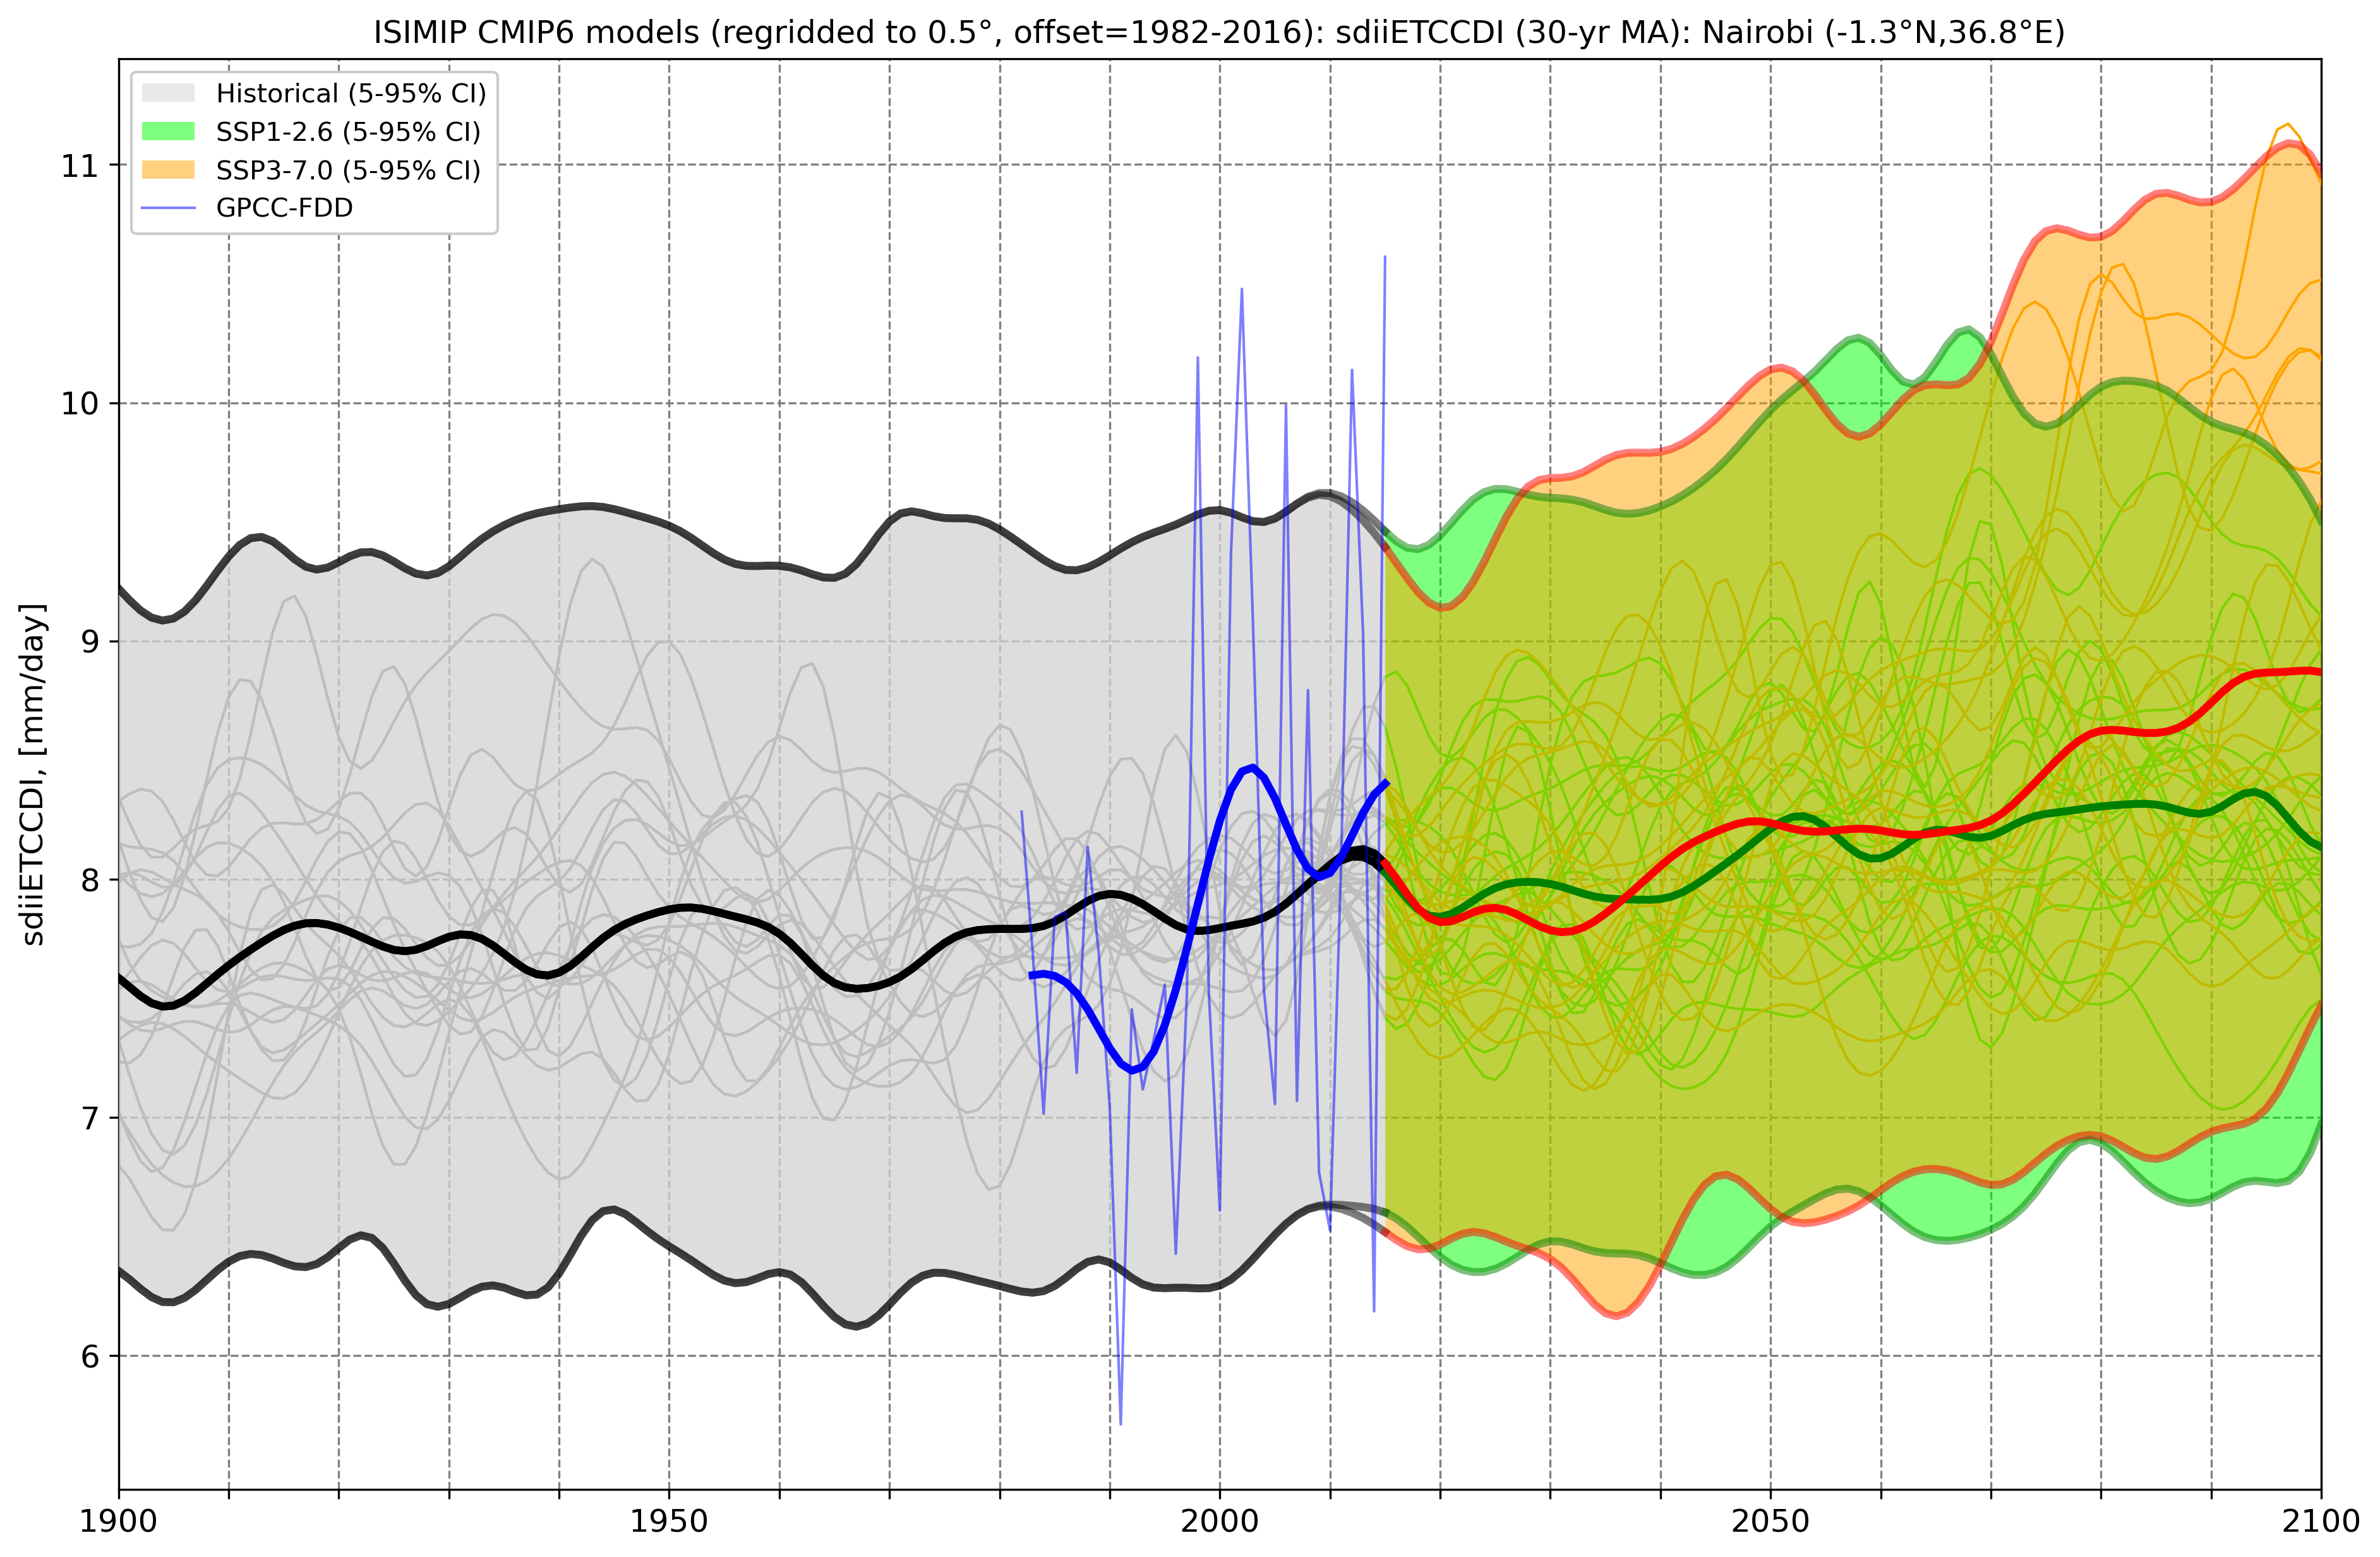 ISIMIP CMIP6 models (regridded to 0.5°, offset=1982-2016): sdiiETCCDI (30-yr MA): Nairobi (-1.3°N,36.8°E)
Historical (5-95% CI)
SSP1-2.6 (5-95% CI)
SSP3-7.0 (5-95% CI)
GPCC-FDD
sdiiETCCDI, [mm/day]
11
10
9
8
7
6
1900
1950
2000
2050
2100